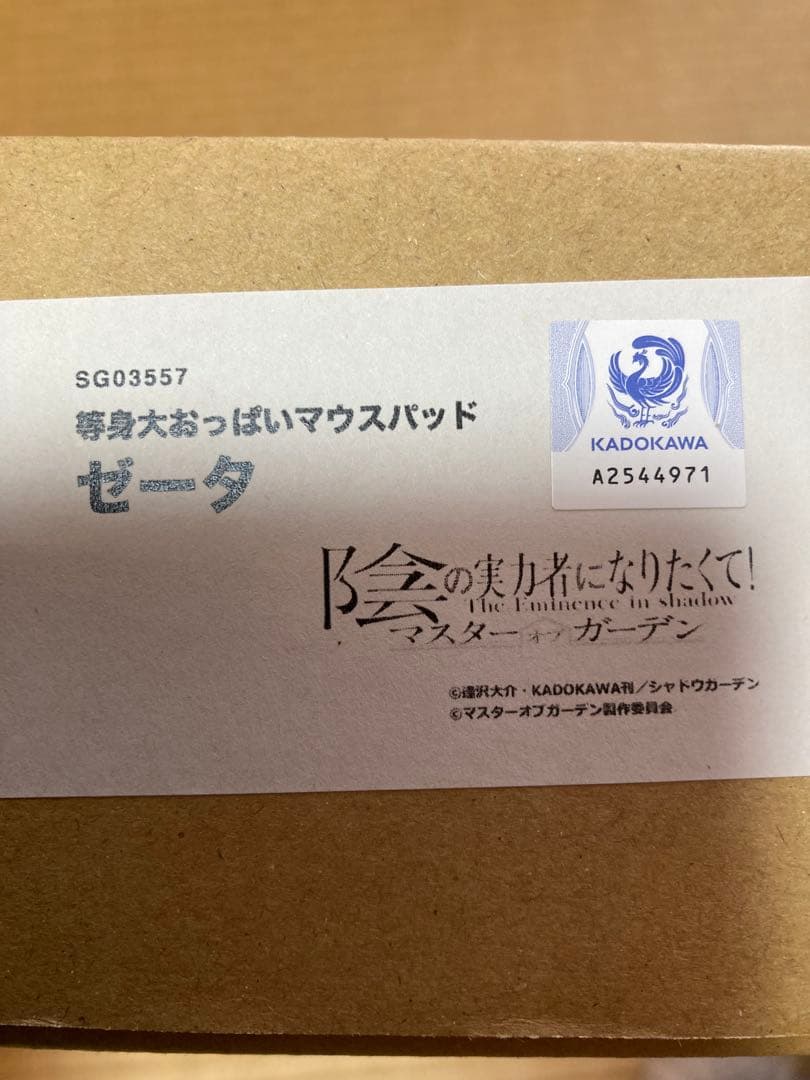 SG03557
等身大おっぱいマウスパッド
ゼータ
KADOKAWA
A2544971
陰の実力者になりたくて!
The Eminence in shadow
マスターオブガーデン
©逢沢大介・KADOKAWA刊／シャドウガーデン
©マスターオブガーデン製作委員会